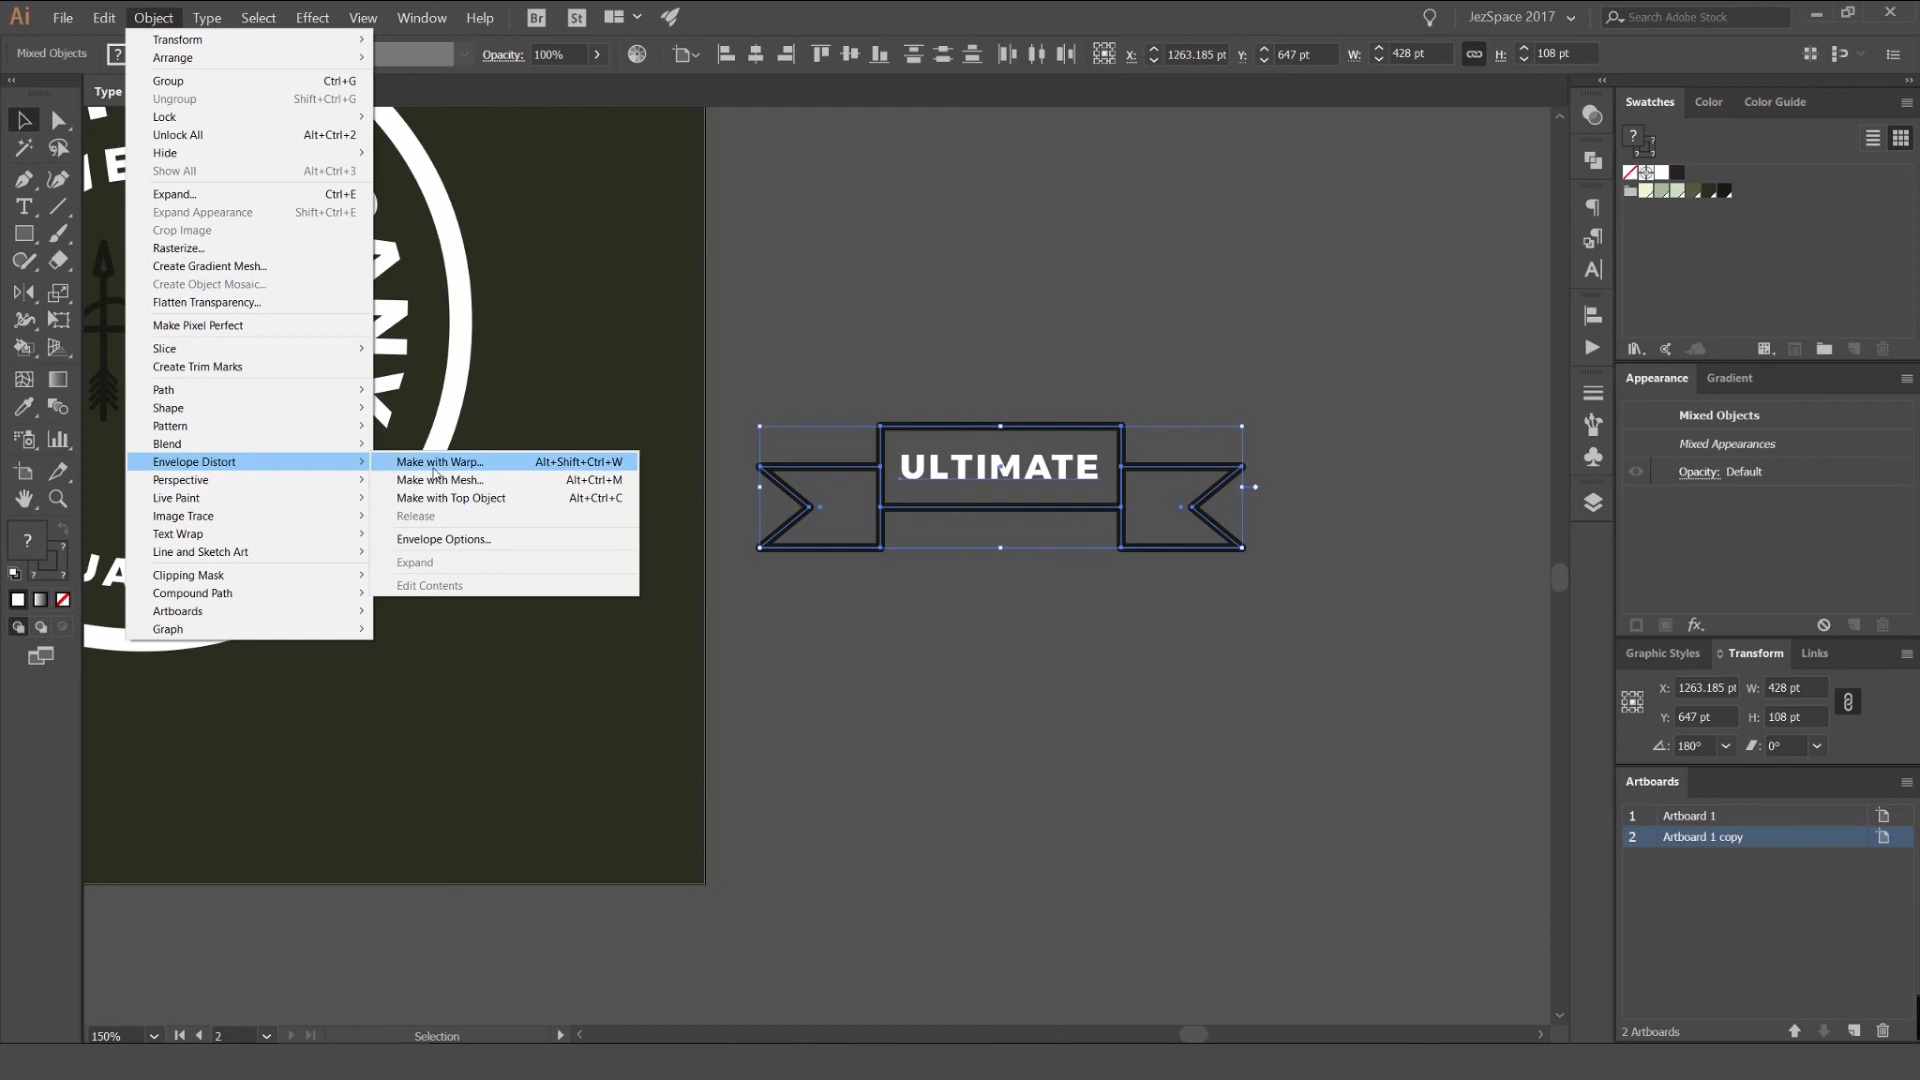 Ai File Edit Object Type Select Effect View Window Help Br St JezSpace 2017 Search Adobe Stock
Mixed Objects ? Opacity: 100% X: 1263.185 pt Y: 647 pt W: 428 pt H: 108 pt
Type
Transform
Arrange
Group Ctrl+G
Ungroup Shift+Ctrl+G
Lock
Unlock All Alt+Ctrl+2
Hide
Show All Alt+Ctrl+3
Expand... Ctrl+E
Expand Appearance Shift+Ctrl+E
Crop Image
Rasterize...
Create Gradient Mesh...
Create Object Mosaic...
Flatten Transparency...
Make Pixel Perfect
Slice
Create Trim Marks
Path
Shape
Pattern
Blend
Envelope Distort
Perspective
Live Paint
Image Trace
Text Wrap
Line and Sketch Art
Clipping Mask
Compound Path
Artboards
Graph
Make with Warp... Alt+Shift+Ctrl+W
Make with Mesh... Alt+Ctrl+M
Make with Top Object Alt+Ctrl+C
Release
Envelope Options...
Expand
Edit Contents
ULTIMATE
Swatches Color Color Guide
?
Appearance Gradient
Mixed Objects
Mixed Appearances
Opacity: Default
fx.
Graphic Styles Transform Links
X: 1263.185 pt W: 428 pt
Y: 647 pt H: 108 pt
180° 0°
Artboards
1 Artboard 1
2 Artboard 1 copy
2 Artboards
150% 2 Selection